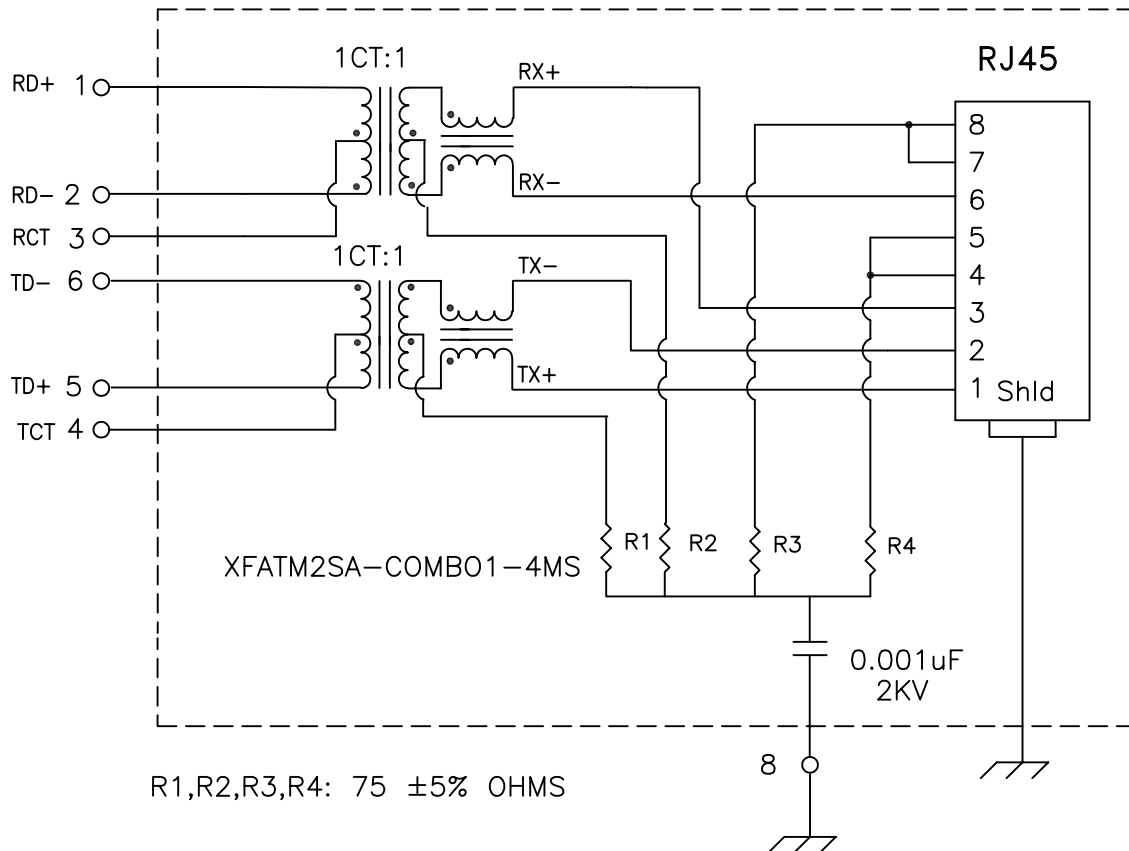 RJ45
1CT:1
RD+ 1
RX+
8
7
RX-
RD- 2
6
RCT 3
5
1CT:1
TX-
TD- 6
4
3
2
TX+
TD+ 5
1 Shld
TCT 4
R1
R2
R3
R4
XFATM2SA-COMBO1-4MS
0.001uF
2KV
8
R1,R2,R3,R4: 75 ±5% OHMS